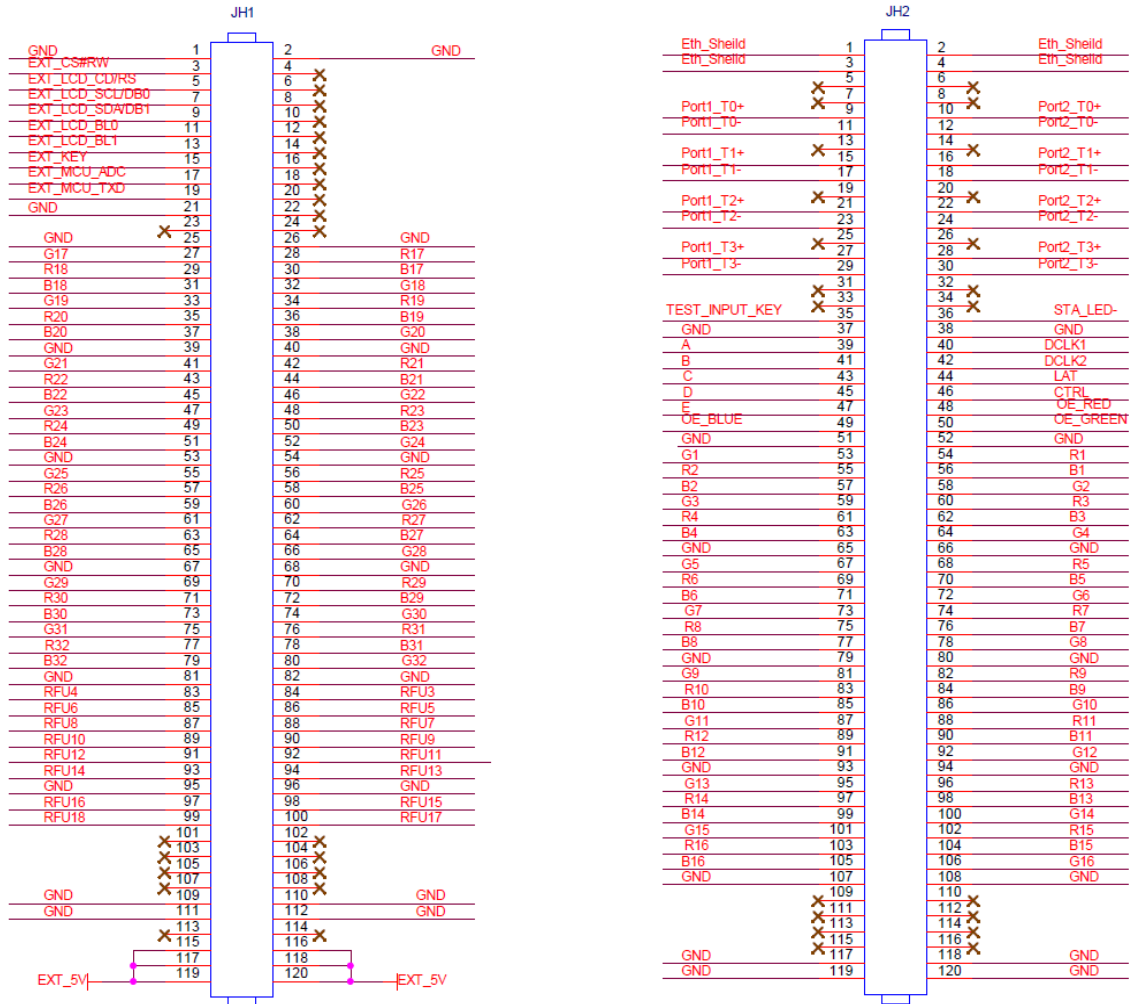 JH1
GND 1 2 GND
EXT_CS#RW 3 4
EXT_LCD_CD/RS 5 6
EXT_LCD_SCL/DB0 7 8
EXT_LCD_SDA/DB1 9 10
EXT_LCD_BL0 11 12
EXT_LCD_BL1 13 14
EXT_KEY 15 16
EXT_MCU_ADC 17 18
EXT_MCU_TXD 19 20
GND 21 22
23 24
GND 25 26 GND
G17 27 28 R17
R18 29 30 B17
B18 31 32 G18
G19 33 34 R19
R20 35 36 B19
B20 37 38 G20
GND 39 40 GND
G21 41 42 R21
R22 43 44 B21
B22 45 46 G22
G23 47 48 R23
R24 49 50 B23
B24 51 52 G24
GND 53 54 GND
G25 55 56 R25
R26 57 58 B25
B26 59 60 G26
G27 61 62 R27
R28 63 64 B27
B28 65 66 G28
GND 67 68 GND
G29 69 70 R29
R30 71 72 B29
B30 73 74 G30
G31 75 76 R31
R32 77 78 B31
B32 79 80 G32
GND 81 82 GND
RFU4 83 84 RFU3
RFU6 85 86 RFU5
RFU8 87 88 RFU7
RFU10 89 90 RFU9
RFU12 91 92 RFU11
RFU14 93 94 RFU13
GND 95 96 GND
RFU16 97 98 RFU15
RFU18 99 100 RFU17
101 102
103 104
105 106
107 108
GND 109 110 GND
GND 111 112 GND
113 114
115 116
117 118
EXT_5V 119 120 EXT_5V
JH2
Eth_Sheild 1 2 Eth_Sheild
Eth_Sheild 3 4 Eth_Sheild
5 6
7 8
Port1_T0+ 9 10 Port2_T0+
Port1_T0- 11 12 Port2_T0-
13 14
Port1_T1+ 15 16 Port2_T1+
Port1_T1- 17 18 Port2_T1-
19 20
Port1_T2+ 21 22 Port2_T2+
Port1_T2- 23 24 Port2_T2-
25 26
Port1_T3+ 27 28 Port2_T3+
Port1_T3- 29 30 Port2_T3-
31 32
33 34
TEST_INPUT_KEY 35 36 STA_LED-
GND 37 38 GND
A 39 40 DCLK1
B 41 42 DCLK2
C 43 44 LAT
D 45 46 CTRL
E 47 48 OE_RED
OE_BLUE 49 50 OE_GREEN
GND 51 52 GND
G1 53 54 R1
R2 55 56 B1
B2 57 58 G2
G3 59 60 R3
R4 61 62 B3
B4 63 64 G4
GND 65 66 GND
G5 67 68 R5
R6 69 70 B5
B6 71 72 G6
G7 73 74 R7
R8 75 76 B7
B8 77 78 G8
GND 79 80 GND
G9 81 82 R9
R10 83 84 B9
B10 85 86 G10
G11 87 88 R11
R12 89 90 B11
B12 91 92 G12
GND 93 94 GND
G13 95 96 R13
R14 97 98 B13
B14 99 100 G14
G15 101 102 R15
R16 103 104 B15
B16 105 106 G16
GND 107 108 GND
109 110
111 112
113 114
115 116
GND 117 118 GND
GND 119 120 GND